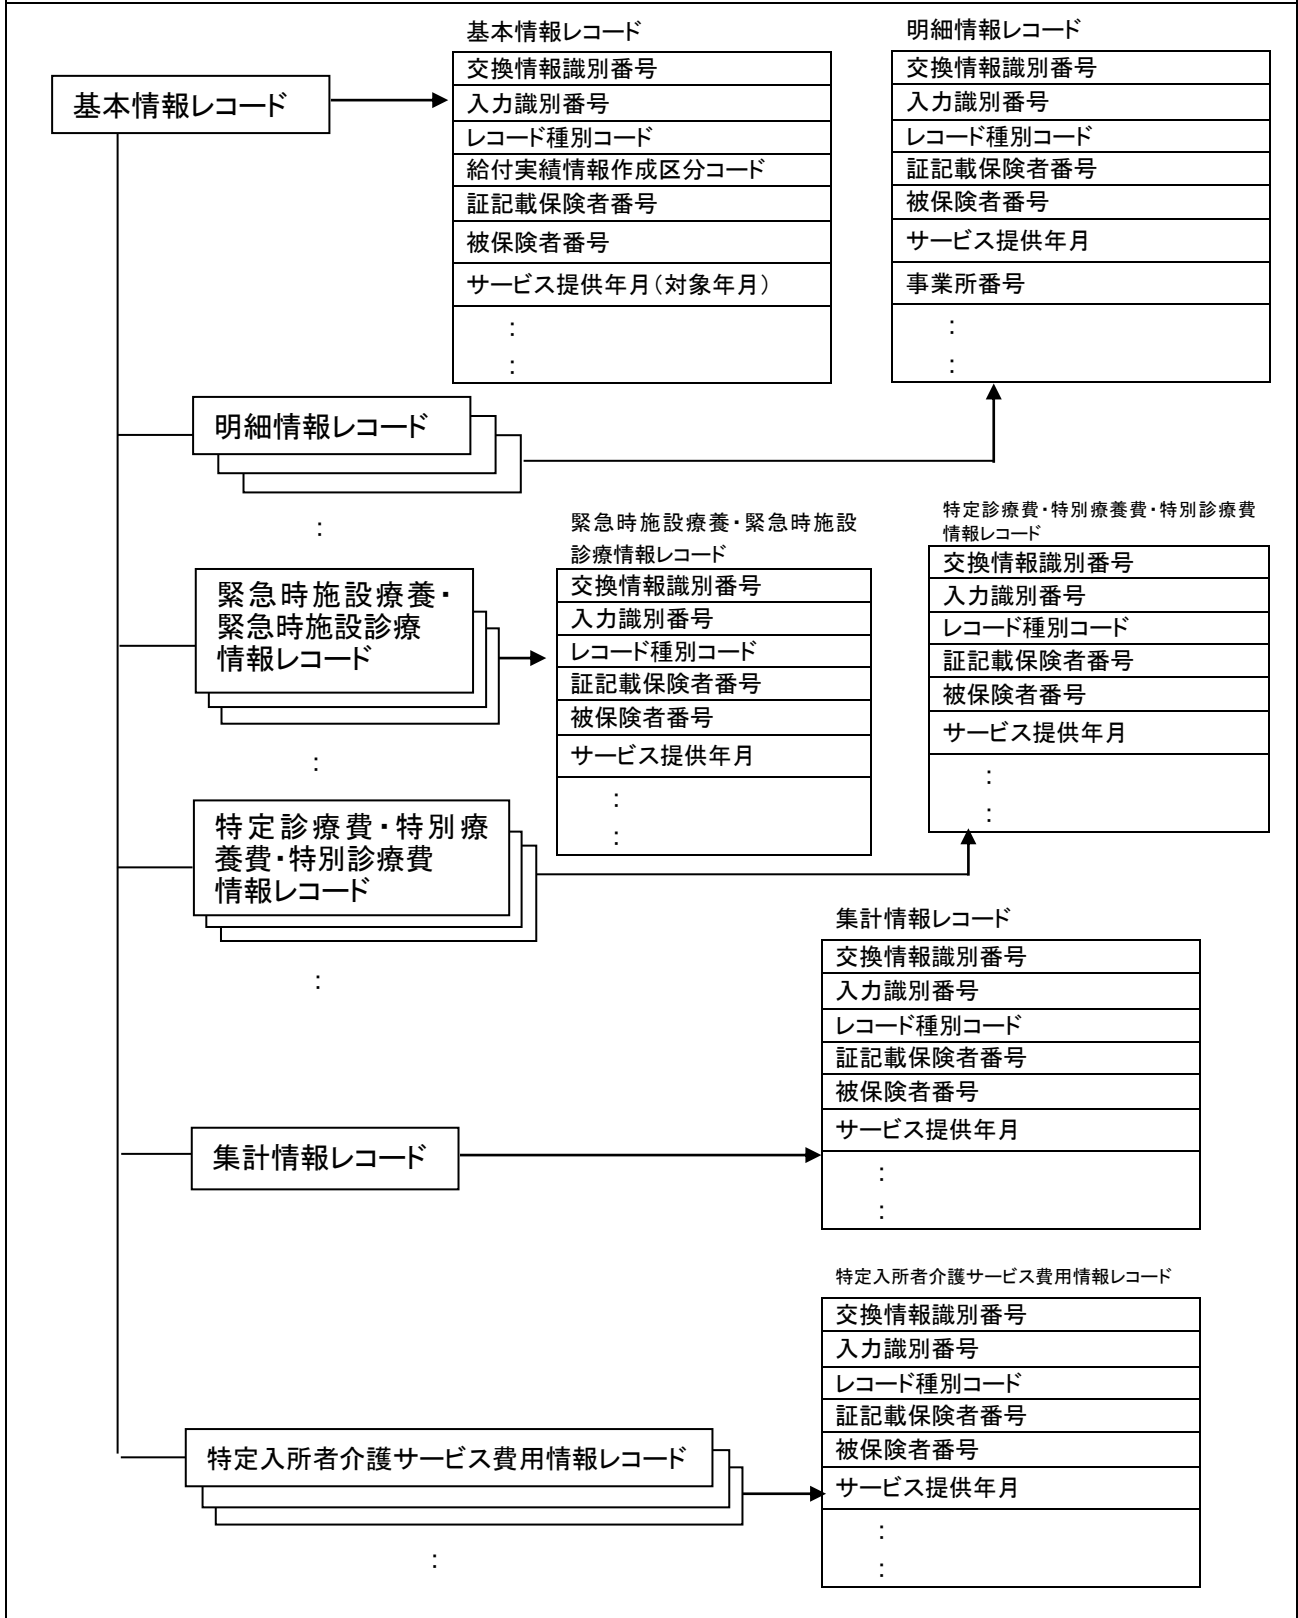 基本情報レコード
基本情報レコード
交換情報識別番号
入力識別番号
レコード種別コード
給付実績情報作成区分コード
証記載保険者番号
被保険者番号
サービス提供年月(対象年月)
:
:
明細情報レコード
交換情報識別番号
入力識別番号
レコード種別コード
証記載保険者番号
被保険者番号
サービス提供年月
事業所番号
:
:
明細情報レコード
:
緊急時施設療養・
緊急時施設診療
情報レコード
:
緊急時施設療養・緊急時施設
診療情報レコード
交換情報識別番号
入力識別番号
レコード種別コード
証記載保険者番号
被保険者番号
サービス提供年月
:
:
特定診療費・特別療養費・特別診療費
情報レコード
交換情報識別番号
入力識別番号
レコード種別コード
証記載保険者番号
被保険者番号
サービス提供年月
:
:
特定診療費・特別療
養費・特別診療費
情報レコード
:
集計情報レコード
集計情報レコード
交換情報識別番号
入力識別番号
レコード種別コード
証記載保険者番号
被保険者番号
サービス提供年月
:
:
特定入所者介護サービス費用情報レコード
:
特定入所者介護サービス費用情報レコード
交換情報識別番号
入力識別番号
レコード種別コード
証記載保険者番号
被保険者番号
サービス提供年月
:
: